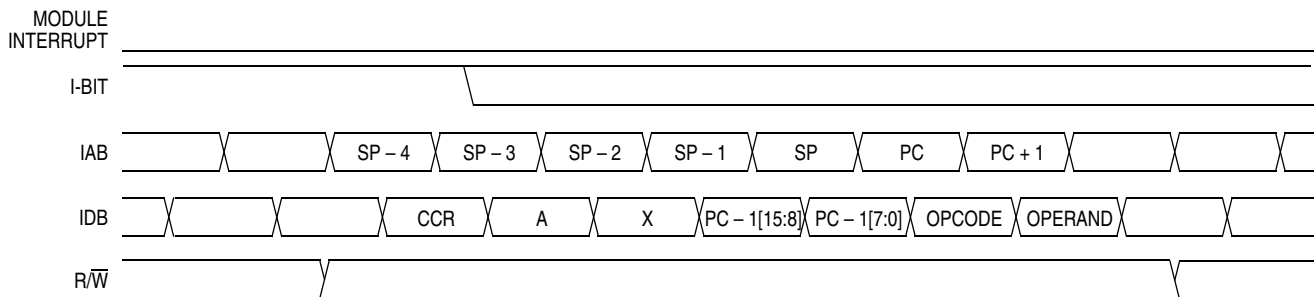 MODULE
INTERRUPT
I-BIT
IAB SP – 4 SP – 3 SP – 2 SP – 1 SP PC PC + 1
IDB CCR A X PC – 1[15:8] PC – 1[7:0] OPCODE OPERAND
R/W̅